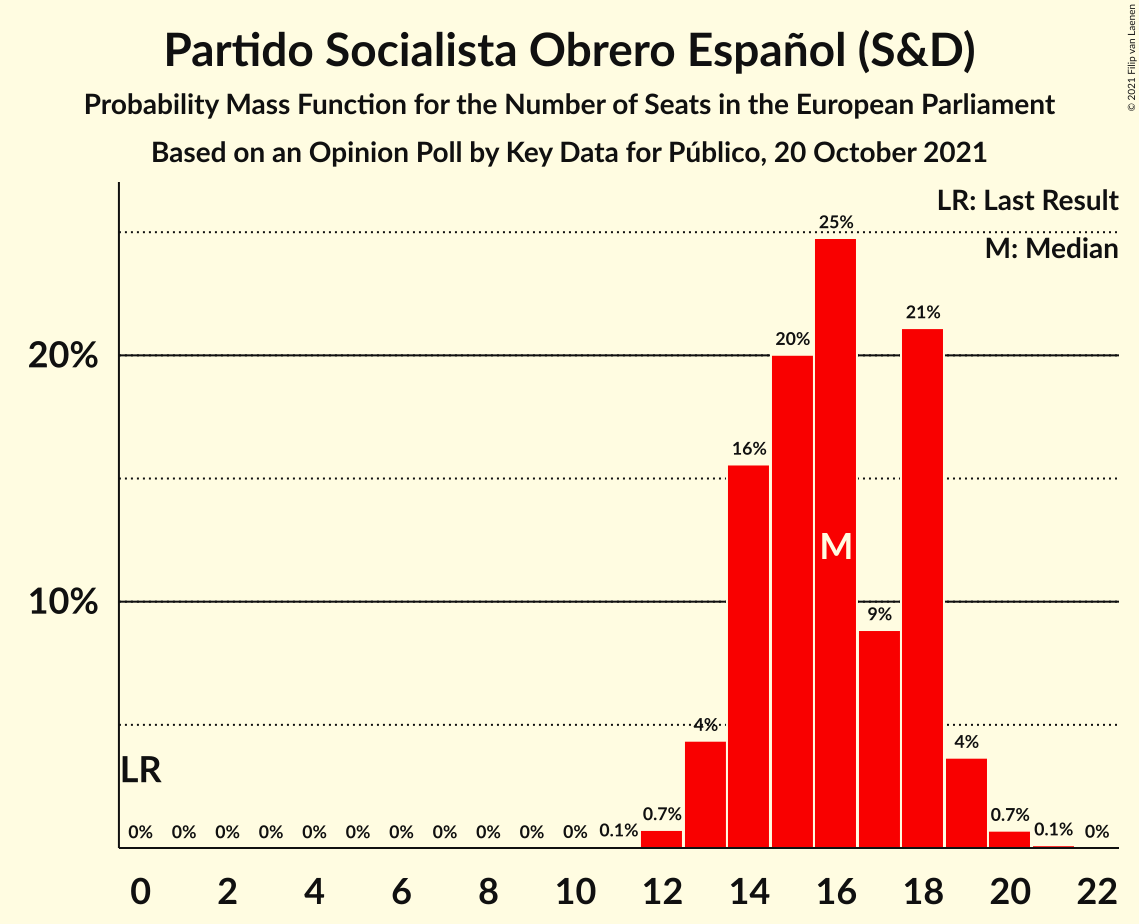 Partido Socialista Obrero Español (S&D)
Probability Mass Function for the Number of Seats in the European Parliament
Based on an Opinion Poll by Key Data for Público, 20 October 2021
© 2021 Filip van Laenen
LR: Last Result
M: Median
20%
10%
25%
21%
20%
16%
M
9%
4%
4%
LR
0% 0% 0% 0% 0% 0% 0% 0% 0% 0% 0% 0.1% 0.7% 0.7% 0.1% 0%
0 2 4 6 8 10 12 14 16 18 20 22